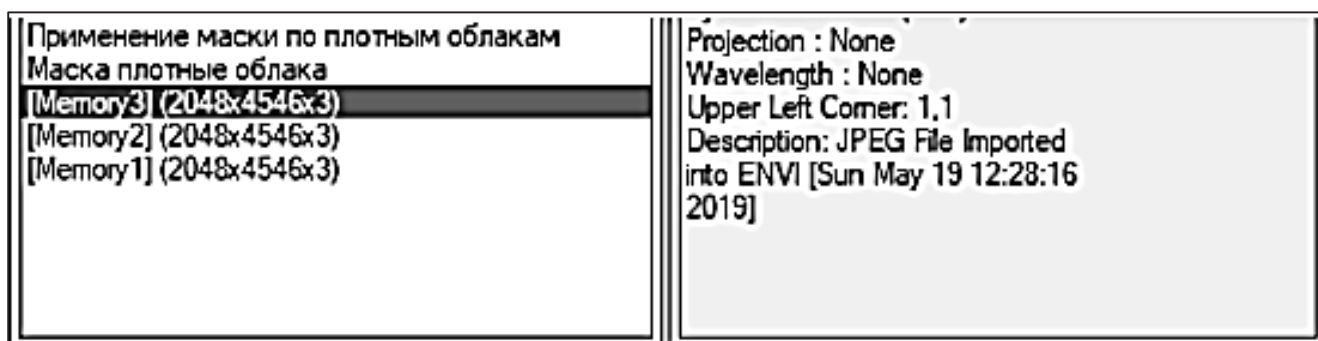 Применение маски по плотным облакам
Маска плотные облака
[Memory3] (2048x4546x3)
[Memory2] (2048x4546x3)
[Memory1] (2048x4546x3)
Projection : None
Wavelength : None
Upper Left Corner: 1,1
Description: JPEG File Imported
into ENVI [Sun May 19 12:28:16
2019]